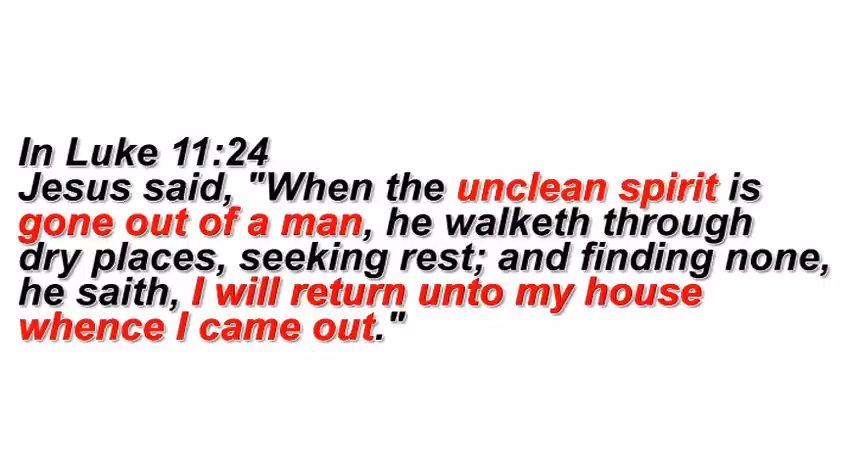 In Luke 11:24
Jesus said, "When the unclean spirit is
gone out of a man, he walketh through
dry places, seeking rest; and finding none,
he saith, I will return unto my house
whence I came out."